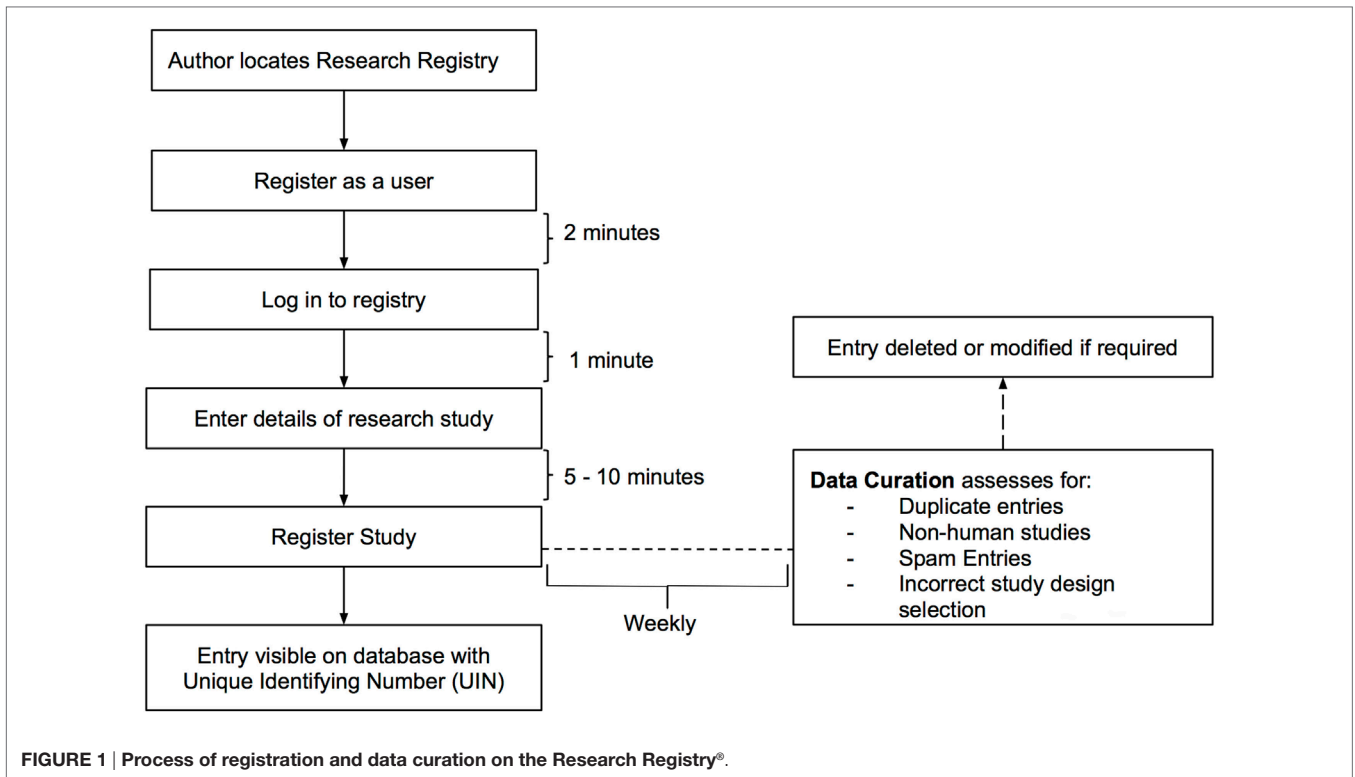 Author locates Research Registry
Register as a user
2 minutes
Log in to registry
1 minute
Enter details of research study
5 - 10 minutes
Register Study
Weekly
Entry visible on database with
Unique Identifying Number (UIN)
Entry deleted or modified if required
Data Curation assesses for:
- Duplicate entries
- Non-human studies
- Spam Entries
- Incorrect study design
selection
FIGURE 1 | Process of registration and data curation on the Research Registry®.